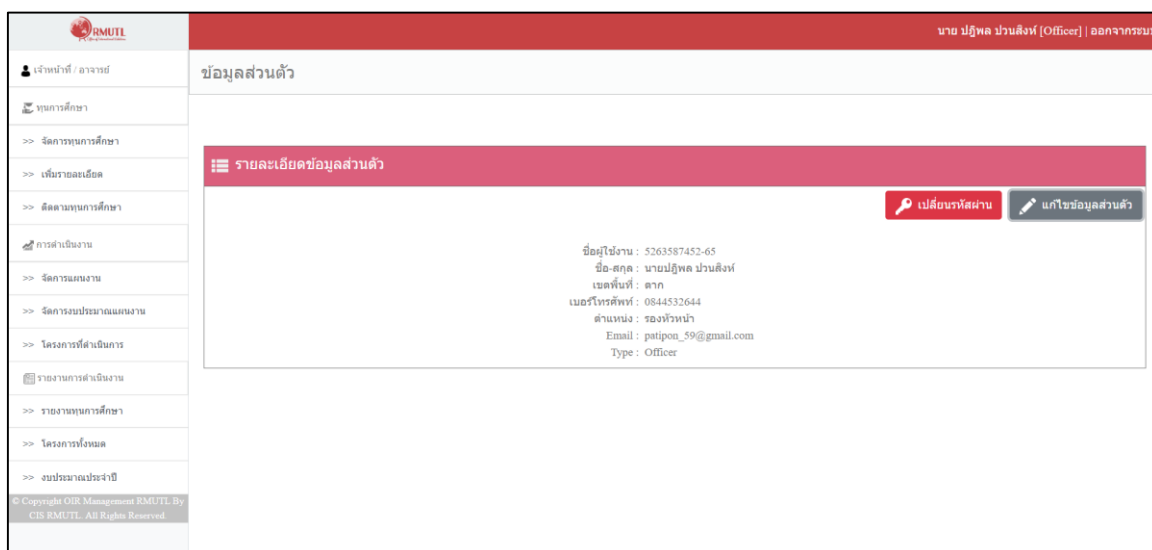 RMUTL
นาย ปฏิพล ปวนสิงห์ [Officer] | ออกจากระบบ
เจ้าหน้าที่ / อาจารย์
ทุนการศึกษา
>> จัดการทุนการศึกษา
>> เพิ่มรายละเอียด
>> ติดตามทุนการศึกษา
การดำเนินงาน
>> จัดการแผนงาน
>> จัดการงบประมาณแผนงาน
>> โครงการที่ดำเนินการ
รายงานการดำเนินงาน
>> รายงานทุนการศึกษา
>> โครงการทั้งหมด
>> งบประมาณประจำปี
© Copyright OIR Management RMUTL By
CIS RMUTL. All Rights Reserved.
ข้อมูลส่วนตัว
รายละเอียดข้อมูลส่วนตัว
เปลี่ยนรหัสผ่าน
แก้ไขข้อมูลส่วนตัว
ชื่อผู้ใช้งาน : 5263587452-65
ชื่อ-สกุล : นายปฏิพล ปวนสิงห์
เขตพื้นที่ : ตาก
เบอร์โทรศัพท์ : 0844532644
ตำแหน่ง : รองหัวหน้า
Email : patipon_59@gmail.com
Type : Officer